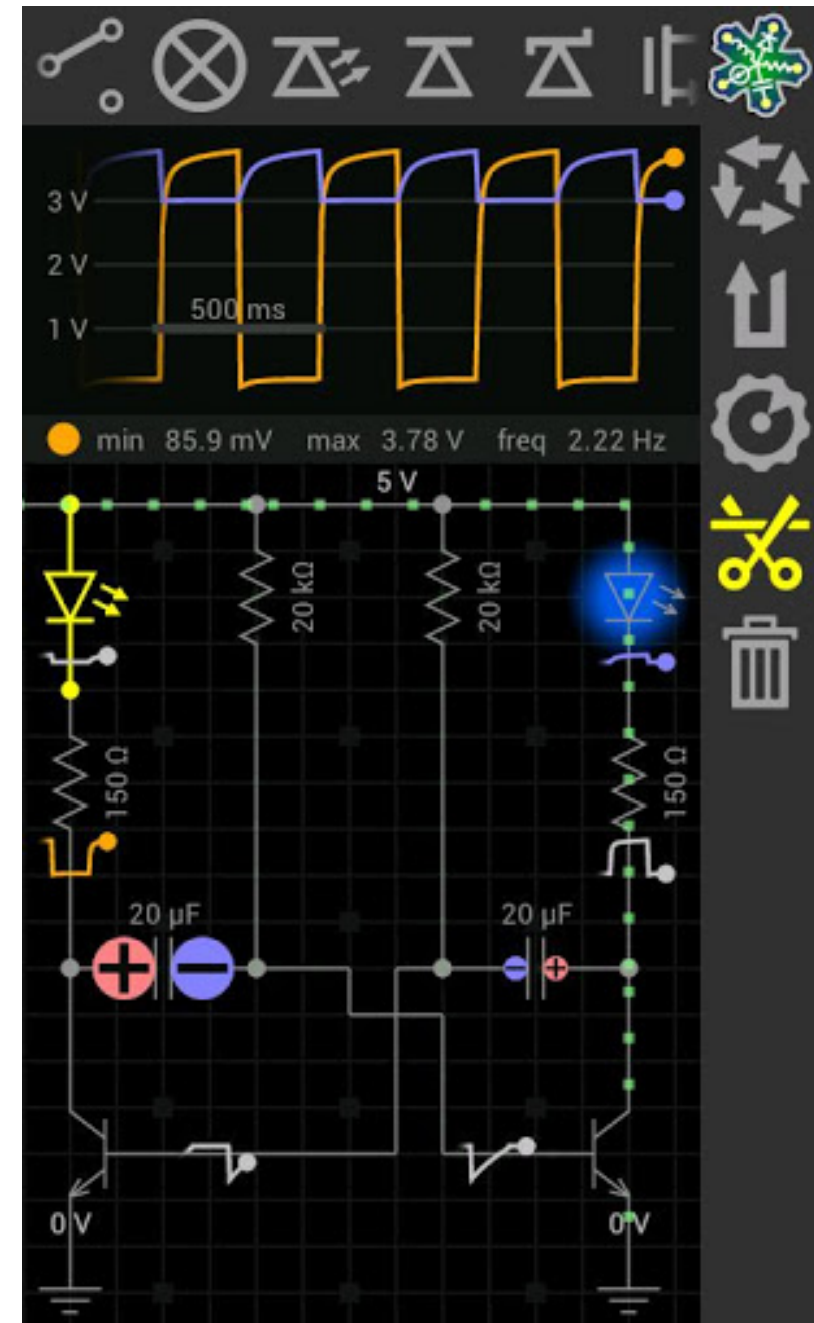 3 V
2 V
500 ms
1 V
min 85.9 mV max 3.78 V freq 2.22 Hz
5 V
20 kΩ
20 kΩ
150 Ω
150 Ω
20 µF
20 µF
0 V
0 V